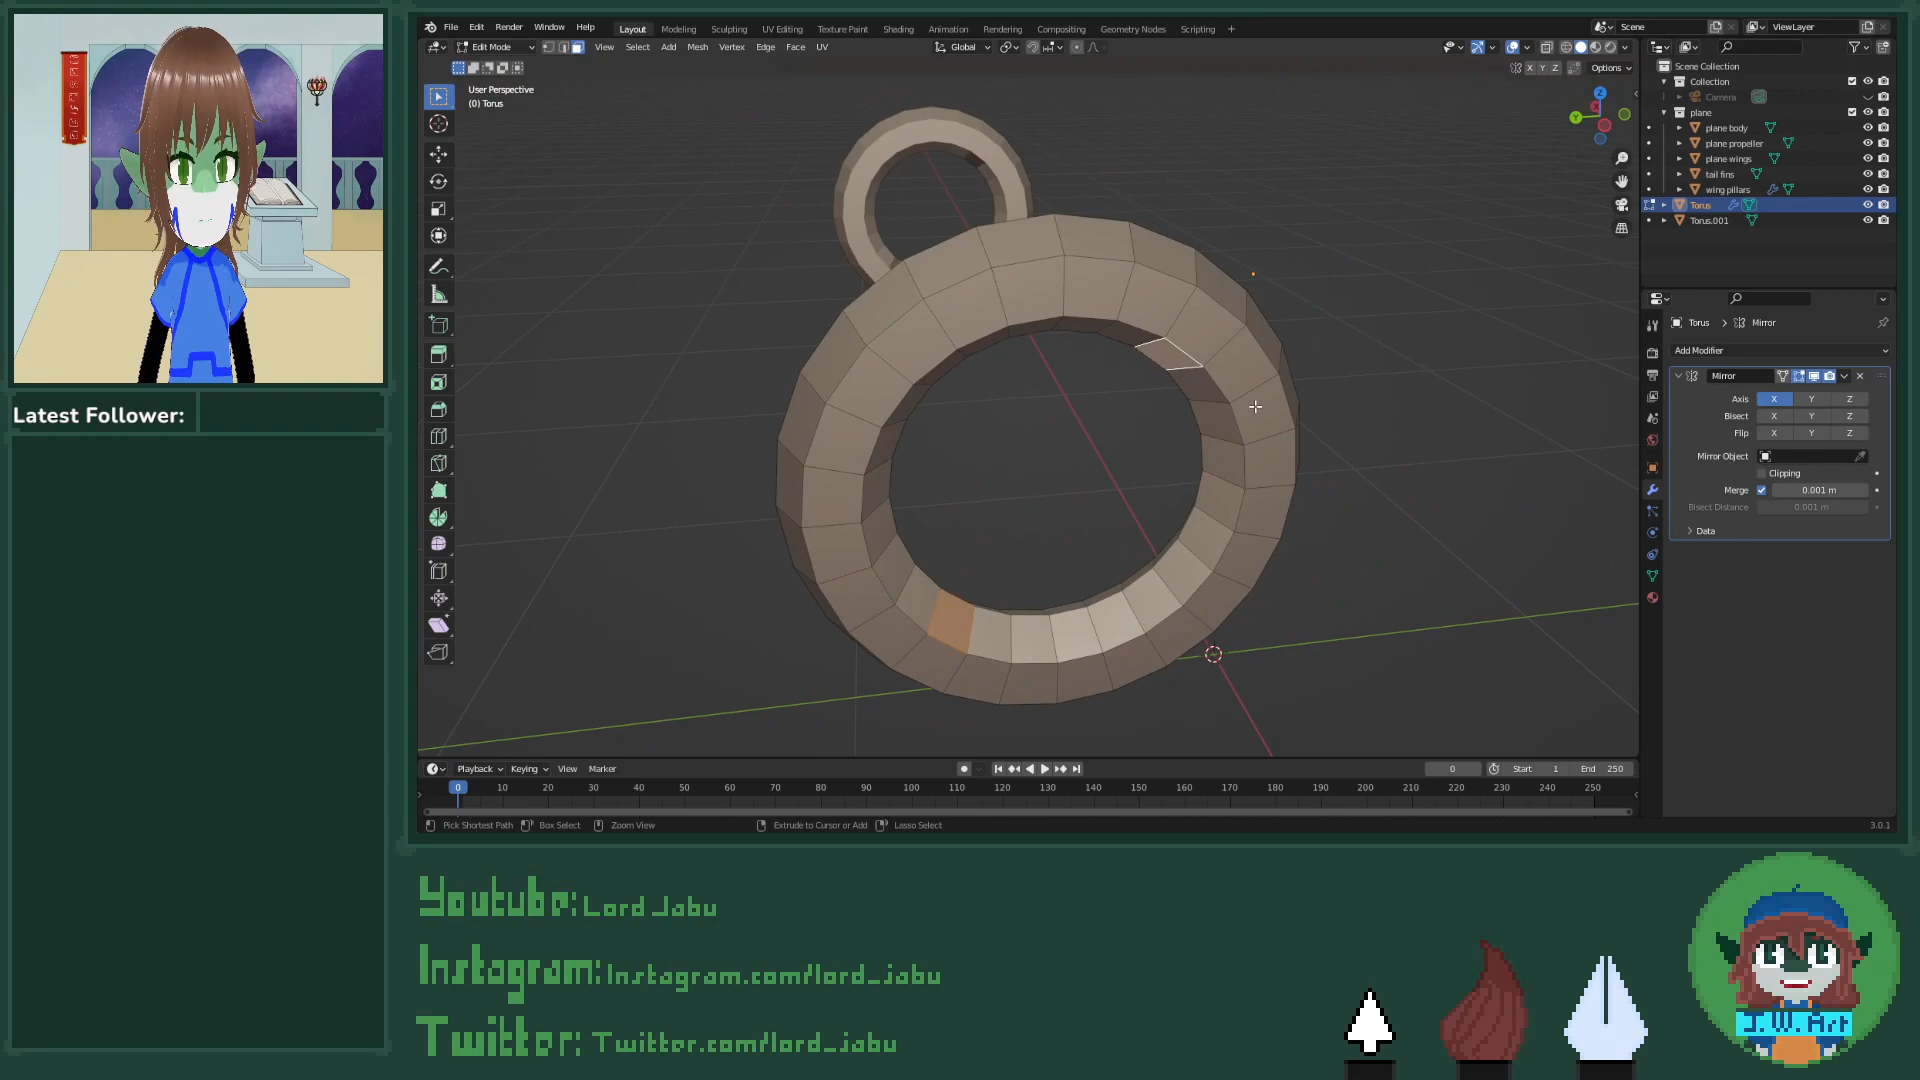 File Edit Render Window Help Layout Modeling Sculpting UV Editing Texture Paint Shading Animation Rendering Compositing Geometry Nodes Scripting + Scene ViewLayer
Edit Mode View Select Add Mesh Vertex Edge Face UV Global
X Y Z Options
User Perspective
(0) Torus
Z
Y
X
Scene Collection
Collection
Camera
plane
plane body
plane propeller
plane wings
tail fins
wing pillars
Torus
Torus.001
Torus > Mirror
Add Modifier
Mirror
Axis X Y Z
Bisect X Y Z
Flip X Y Z
Mirror Object
Clipping
Merge 0.001 m
Bisect Distance 0.001 m
Data
Latest Follower:
Playback Keying View Marker 0 Start 1 End 250
0 10 20 30 40 50 60 70 80 90 100 110 120 130 140 150 160 170 180 190 200 210 220 230 240 250
Pick Shortest Path Box Select Zoom View Extrude to Cursor or Add Lasso Select 3.0.1
Youtube: Lord Jabu
Instagram: Instagram.com/lord_jabu
Twitter: Twitter.com/lord_jabu
J.W. Art